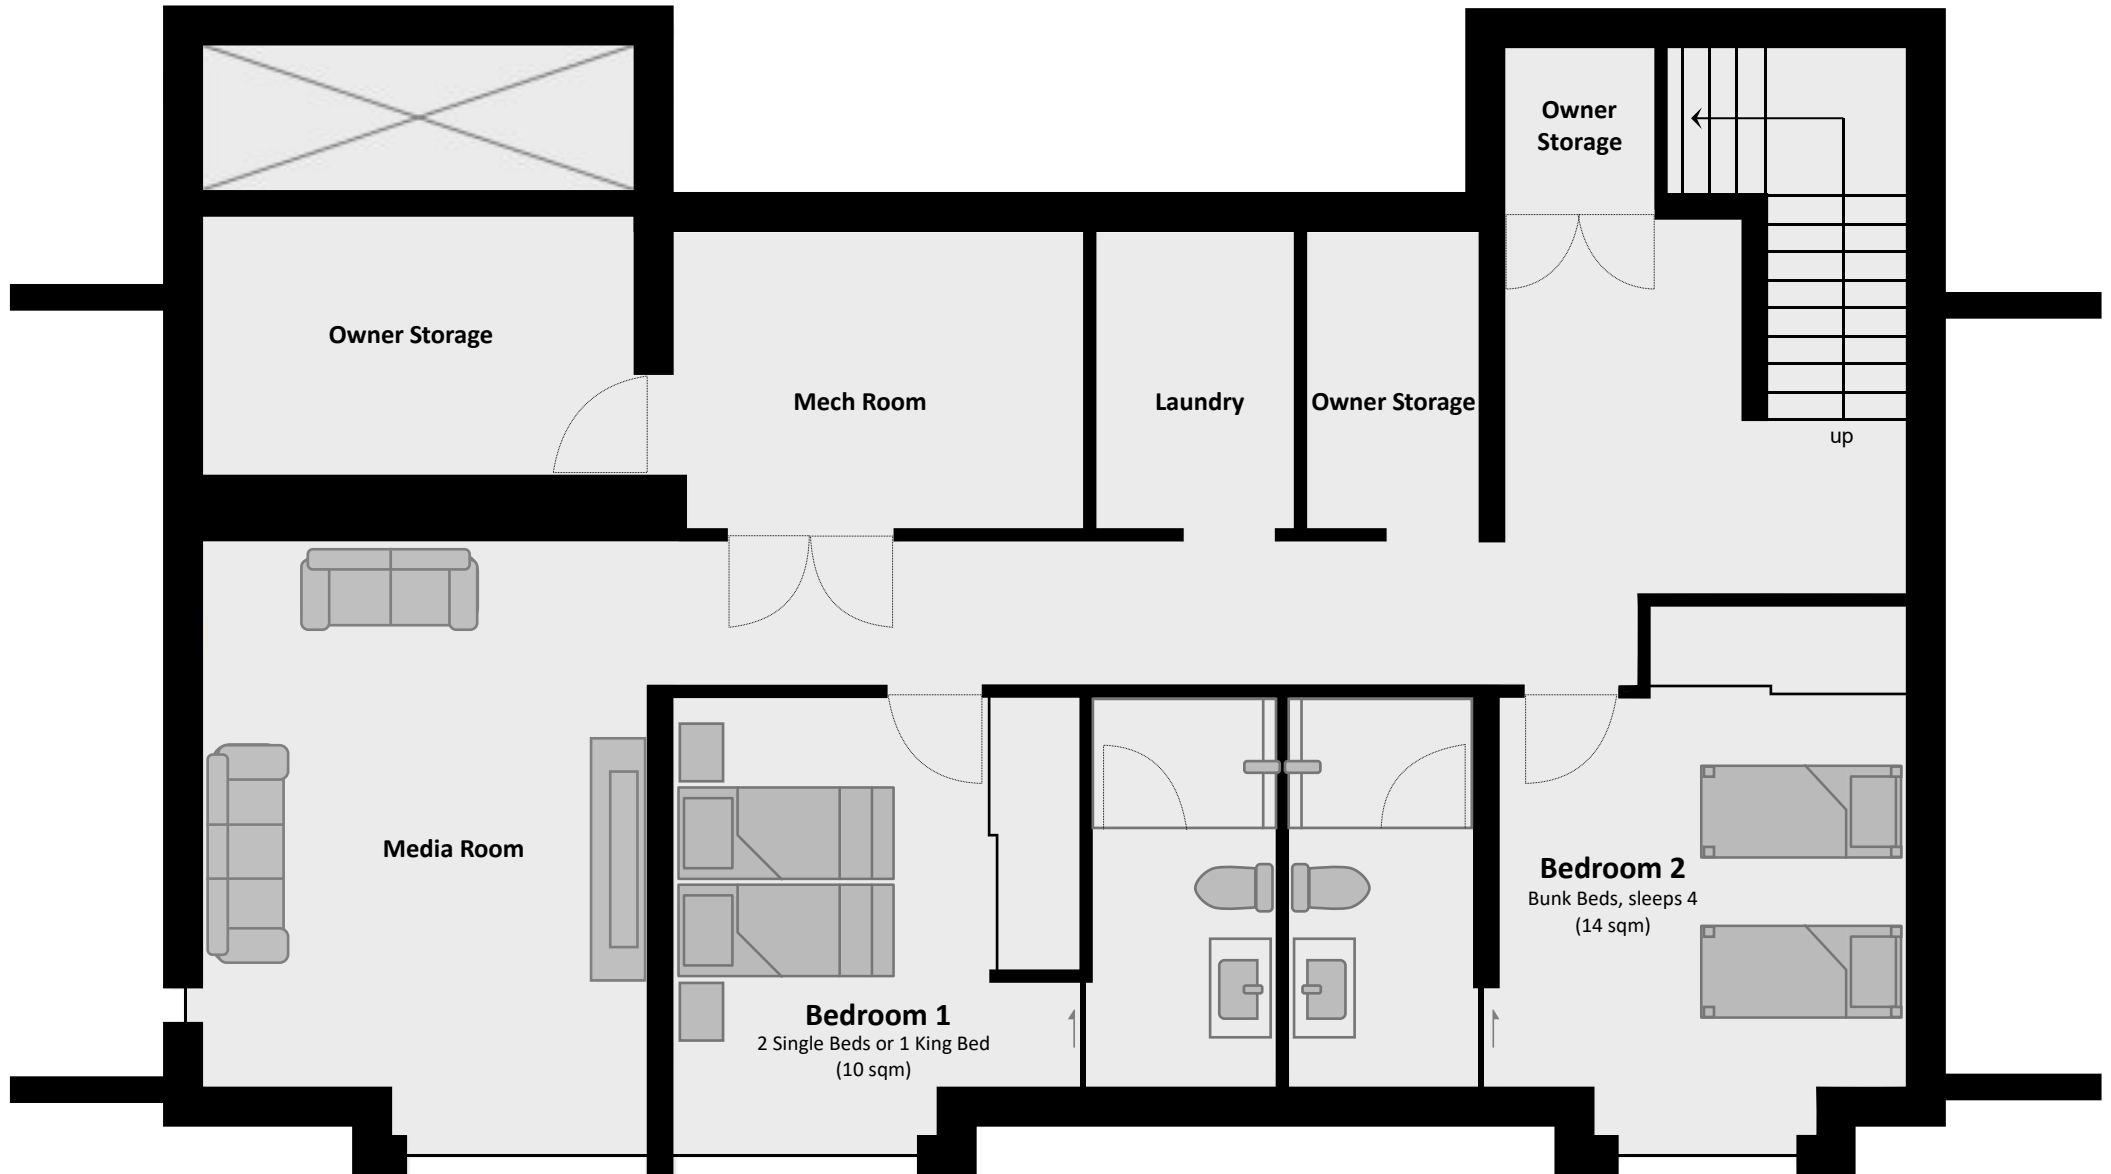 Owner
Storage
Owner Storage
Mech Room
Laundry
Owner Storage
up
Media Room
Bedroom 1
2 Single Beds or 1 King Bed
(10 sqm)
Bedroom 2
Bunk Beds, sleeps 4
(14 sqm)